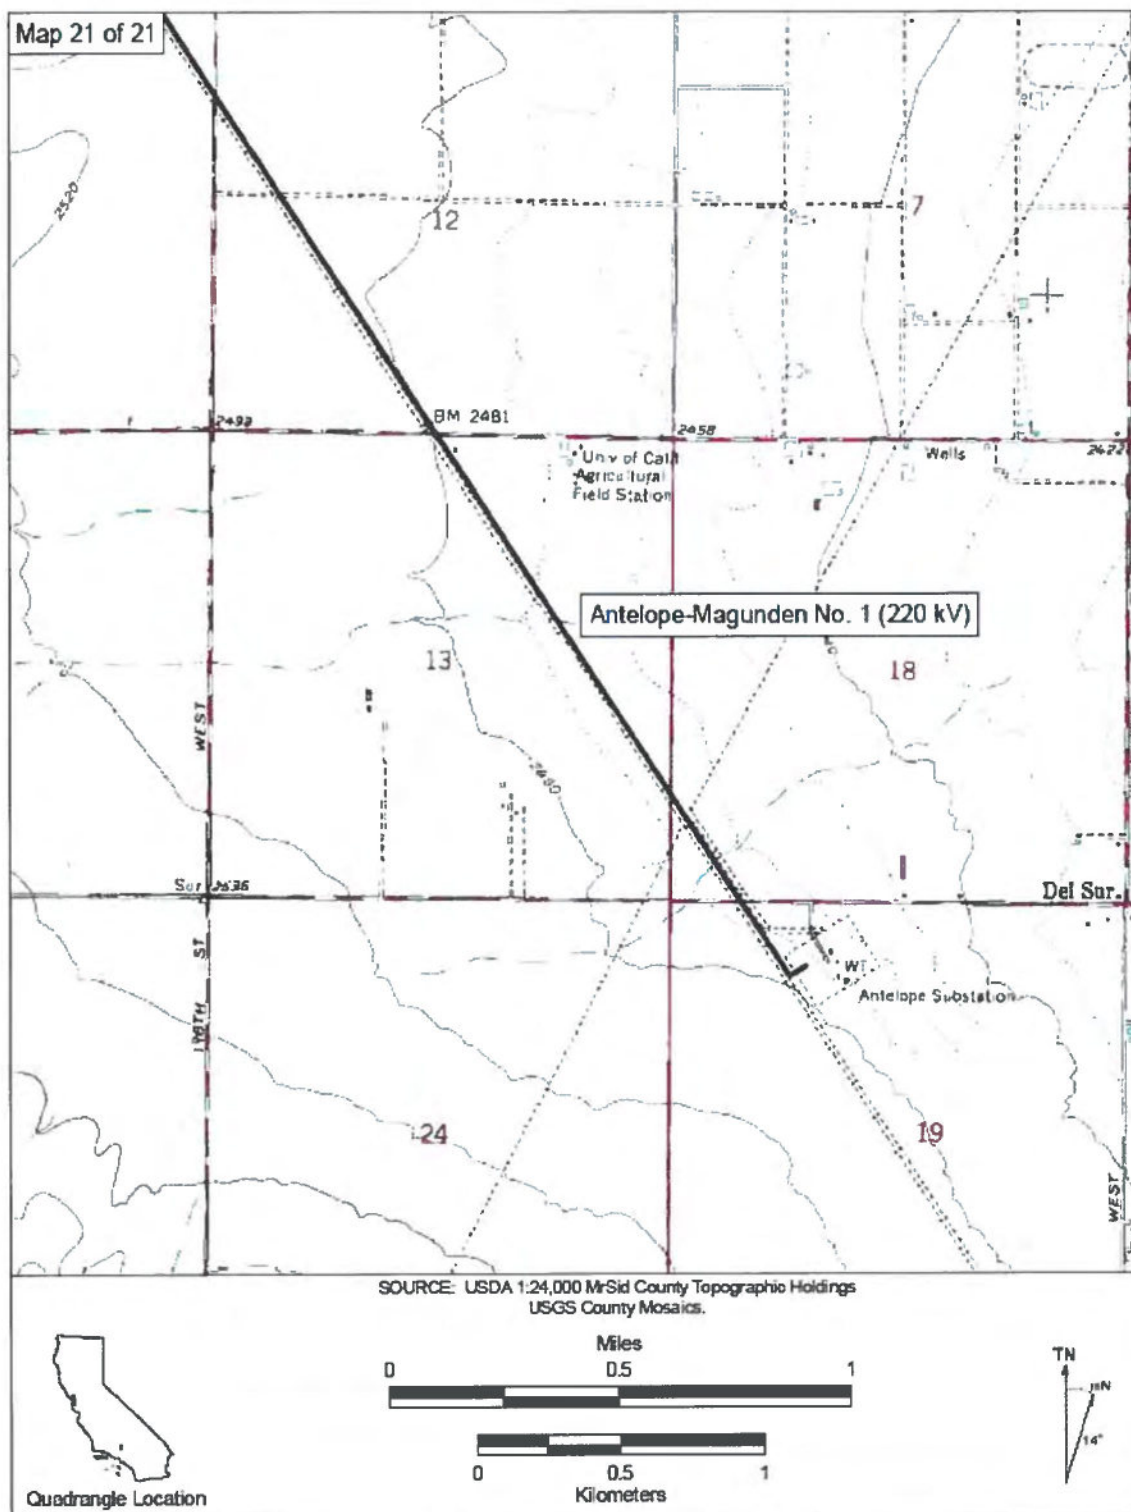 Map 21 of 21
2520
12
7
BM 2481
2493
2458
2422
Wells
Univ of Calif
Agricultural
Field Station
Antelope-Magunden No. 1 (220 kV)
13
18
WEST
Sur
2636
Del Sur.
ST
WT
Antelope Substation
24
19
WEST
SOURCE: USDA 1:24,000 MrSid County Topographic Holdings
USGS County Mosaics.
Miles
0 0.5 1
0 0.5 1
Kilometers
Quadrangle Location
TN
mN
14°